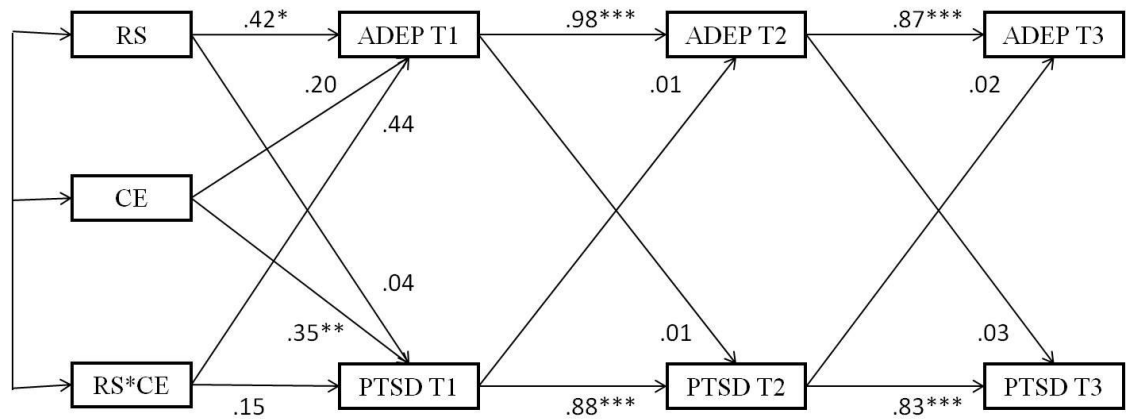 RS .42* ADEP T1 .98*** ADEP T2 .87*** ADEP T3
.20 .01 .02
.44
CE
.04
.35** .01 .03
RS*CE PTSD T1 PTSD T2 PTSD T3
.15 .88*** .83***